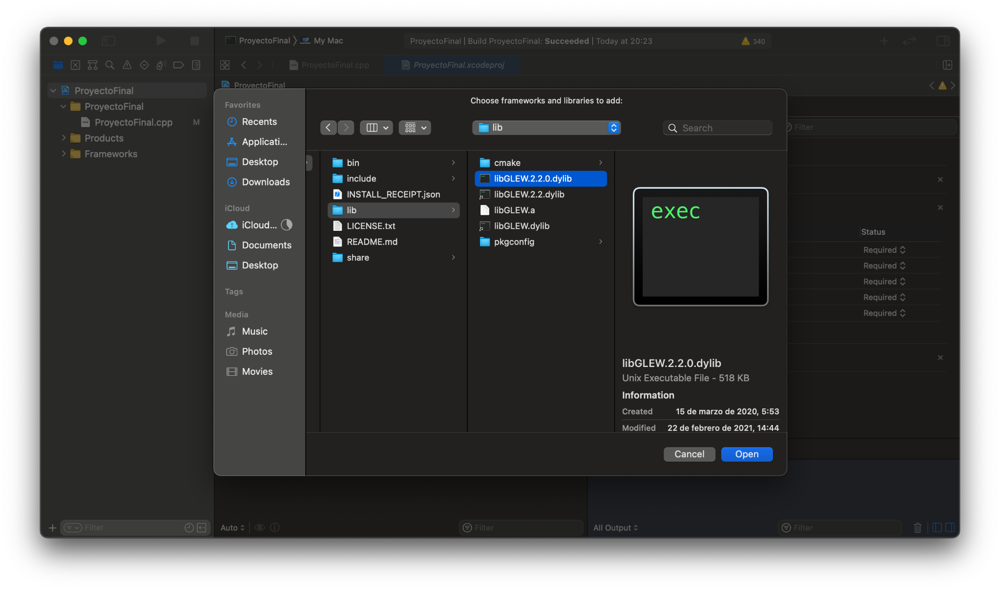 ProyectoFinal
My Mac
ProyectoFinal | Build ProyectoFinal: Succeeded | Today at 20:23
340
ProyectoFinal.cpp
ProyectoFinal.xcodeproj
ProyectoFinal
ProyectoFinal
ProyectoFinal
ProyectoFinal.cpp
M
Products
Frameworks
Filter
Choose frameworks and libraries to add:
lib
Search
Favorites
Recents
Applicati...
Desktop
Downloads
iCloud
iCloud...
Documents
Desktop
Tags
Media
Music
Photos
Movies
bin
include
INSTALL_RECEIPT.json
lib
LICENSE.txt
README.md
share
cmake
libGLEW.2.2.0.dylib
libGLEW.2.2.dylib
libGLEW.a
libGLEW.dylib
pkgconfig
exec
libGLEW.2.2.0.dylib
Unix Executable File - 518 KB
Information
Created 15 de marzo de 2020, 5:53
Modified 22 de febrero de 2021, 14:44
Cancel
Open
Filter
Status
Required
Required
Required
Required
Required
Auto
Filter
All Output
Filter